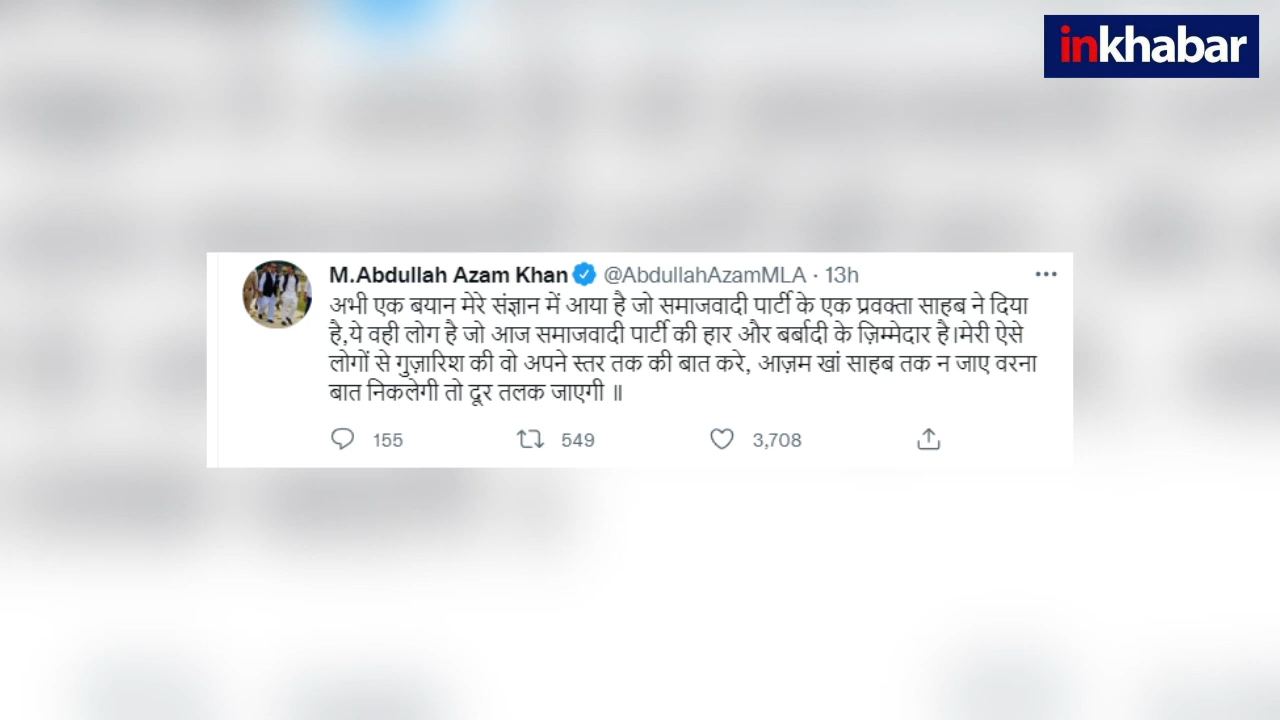 inkhabar
M.Abdullah Azam Khan @AbdullahAzamMLA · 13h
अभी एक बयान मेरे संज्ञान में आया है जो समाजवादी पार्टी के एक प्रवक्ता साहब ने दिया
है,ये वही लोग है जो आज समाजवादी पार्टी की हार और बर्बादी के ज़िम्मेदार है।मेरी ऐसे
लोगों से गुज़ारिश की वो अपने स्तर तक की बात करे, आज़म खां साहब तक न जाए वरना
बात निकलेगी तो दूर तलक जाएगी ॥
155 549 3,708